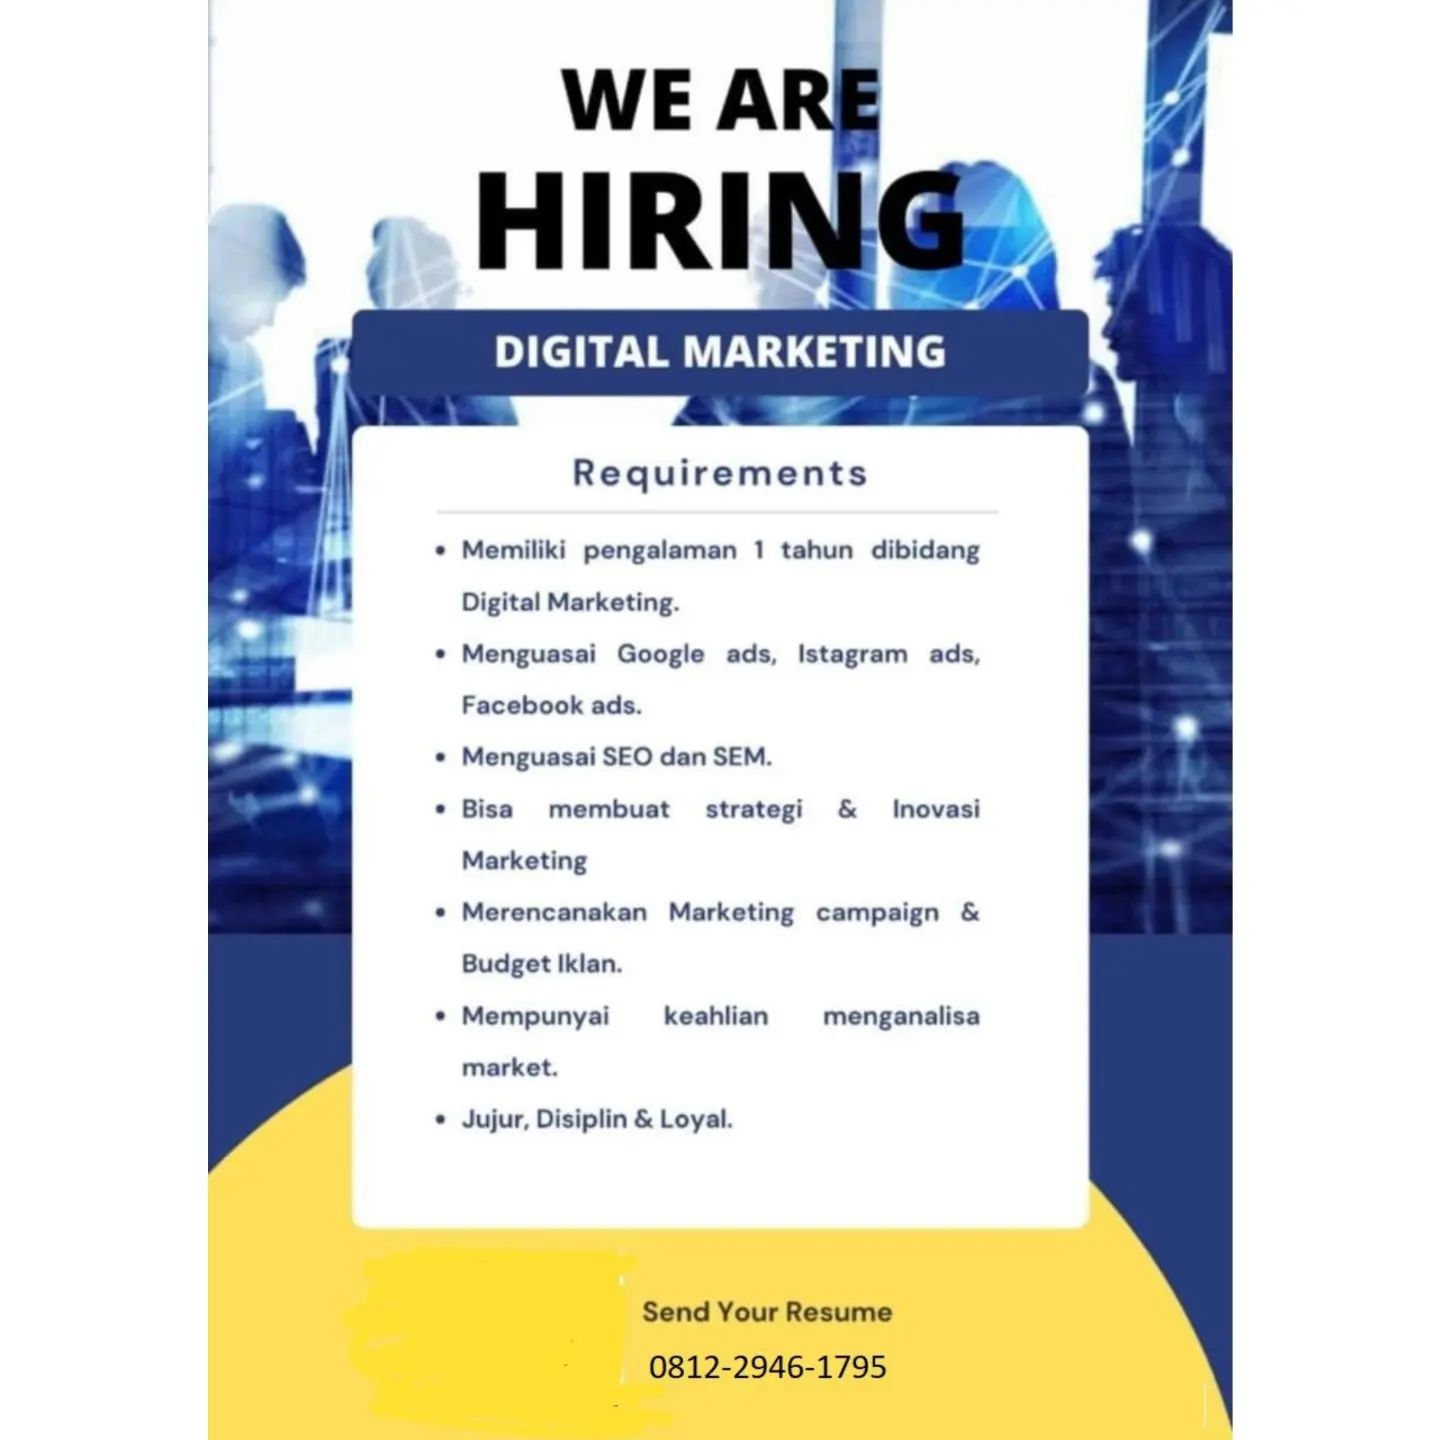 WE ARE
HIRING
DIGITAL MARKETING
Requirements
• Memiliki pengalaman 1 tahun dibidang
Digital Marketing.
• Menguasai Google ads, Istagram ads,
Facebook ads.
• Menguasai SEO dan SEM.
• Bisa membuat strategi & Inovasi
Marketing
• Merencanakan Marketing campaign &
Budget Iklan.
• Mempunyai keahlian menganalisa
market.
• Jujur, Disiplin & Loyal.
Send Your Resume
0812-2946-1795